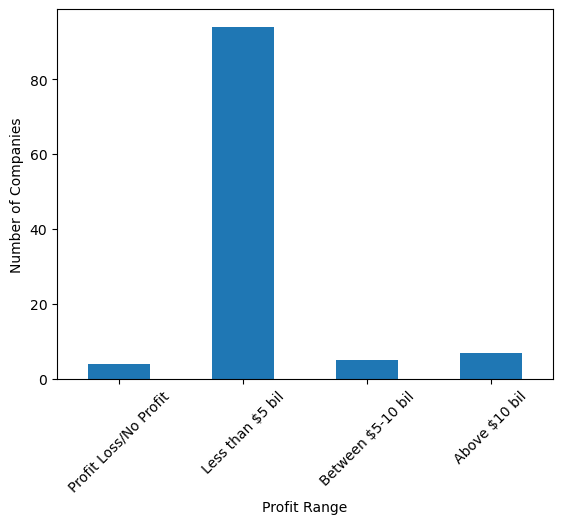 Number of Companies
80
60
40
20
0
Profit Loss/No Profit
Less than $5 bil
Between $5-10 bil
Above $10 bil
Profit Range